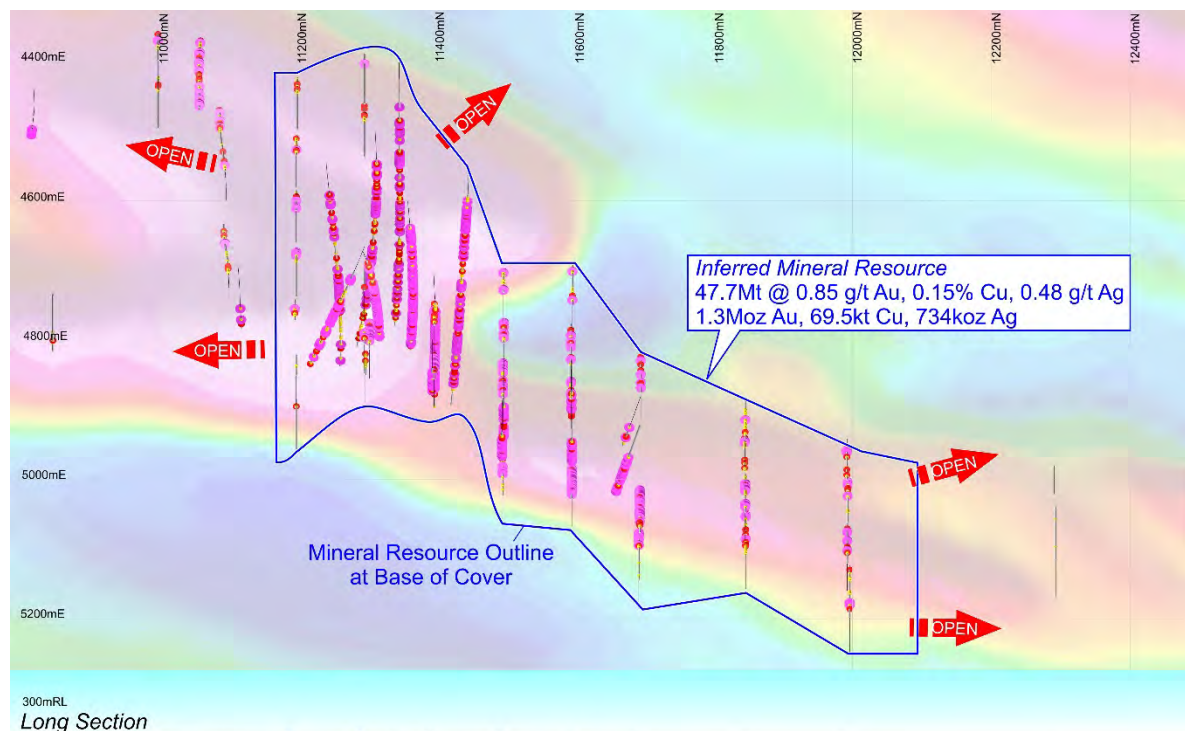 11000mN
11200mN
11400mN
11600mN
11800mN
12000mN
12200mN
12400mN
4400mE
OPEN
OPEN
4600mE
Inferred Mineral Resource
47.7Mt @ 0.85 g/t Au, 0.15% Cu, 0.48 g/t Ag
1.3Moz Au, 69.5kt Cu, 734koz Ag
4800mE
OPEN
5000mE
OPEN
Mineral Resource Outline
at Base of Cover
5200mE
OPEN
300mRL
Long Section